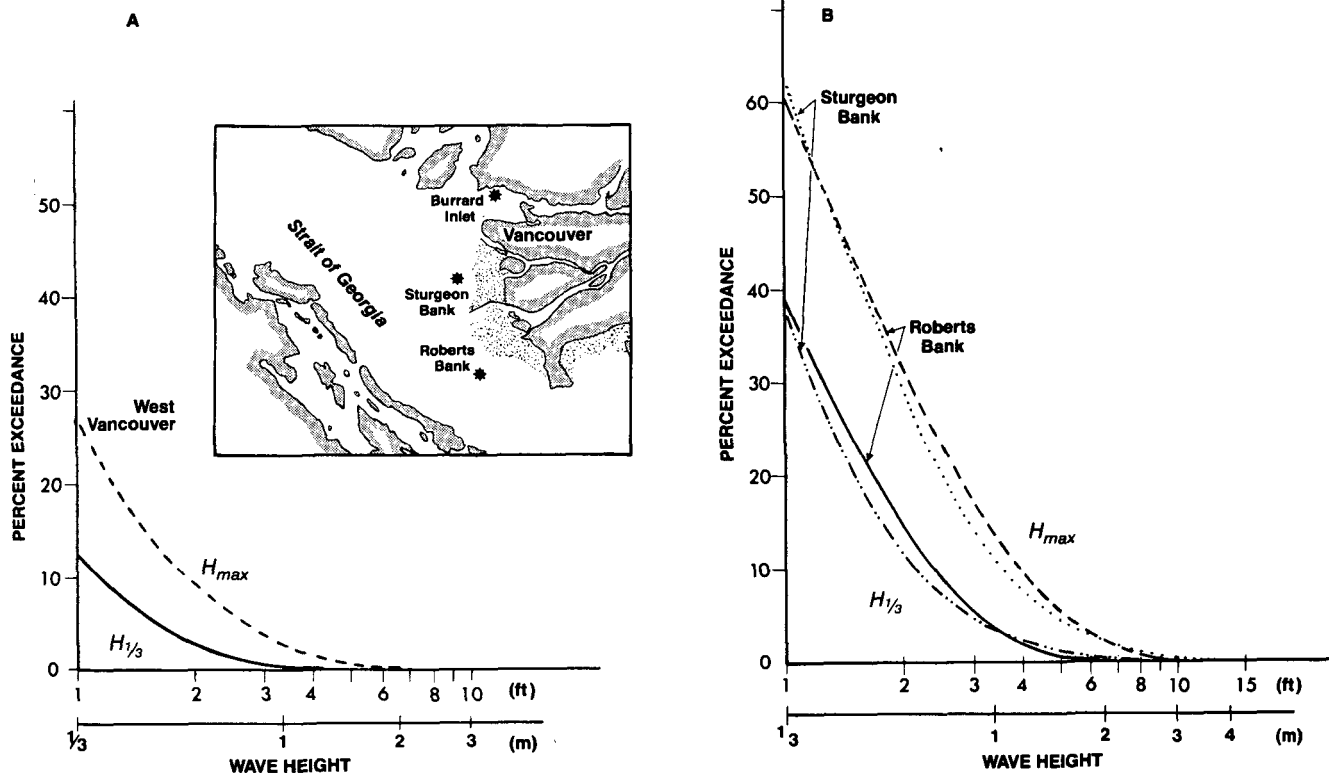 A
PERCENT EXCEEDANCE
50
40
30
20
10
0
West
Vancouver
Hmax
H1/3
1 2 3 4 6 8 10 (ft)
1/3 1 2 3 (m)
WAVE HEIGHT
Burrard
Inlet
Vancouver
Strait of Georgia
Sturgeon
Bank
Roberts
Bank
B
PERCENT EXCEEDANCE
60
50
40
30
20
10
0
Sturgeon
Bank
Roberts
Bank
Hmax
H1/3
1 2 3 4 6 8 10 15 (ft)
1/3 1 2 3 4 (m)
WAVE HEIGHT